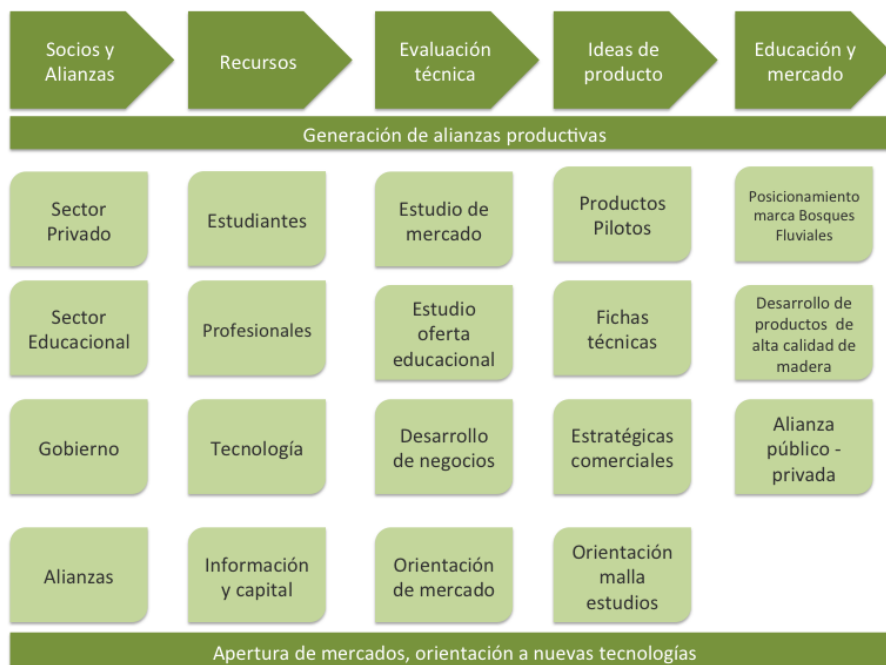 Socios y
Alianzas
Recursos
Evaluación
técnica
Ideas de
producto
Educación y
mercado
Generación de alianzas productivas
Sector
Privado
Estudiantes
Estudio de
mercado
Productos
Pilotos
Posicionamiento
marca Bosques
Fluviales
Sector
Educacional
Profesionales
Estudio
oferta
educacional
Fichas
técnicas
Desarrollo de
productos de
alta calidad de
madera
Gobierno
Tecnología
Desarrollo
de negocios
Estratégicas
comerciales
Alianza
público -
privada
Alianzas
Información
y capital
Orientación
de mercado
Orientación
malla
estudios
Apertura de mercados, orientación a nuevas tecnologías